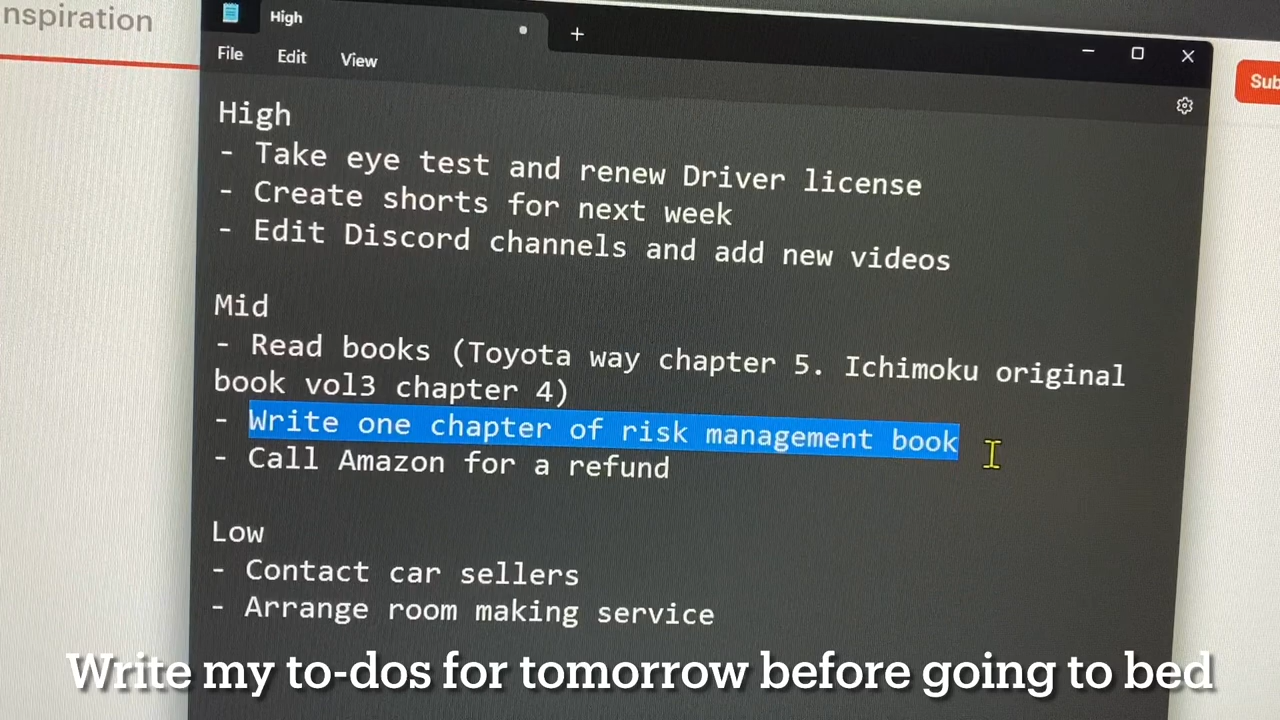 nspiration
High
File Edit View
Sub
High
- Take eye test and renew Driver license
- Create shorts for next week
- Edit Discord channels and add new videos
Mid
- Read books (Toyota way chapter 5. Ichimoku original
book vol3 chapter 4)
- Write one chapter of risk management book
- Call Amazon for a refund
Low
- Contact car sellers
- Arrange room making service
Write my to-dos for tomorrow before going to bed